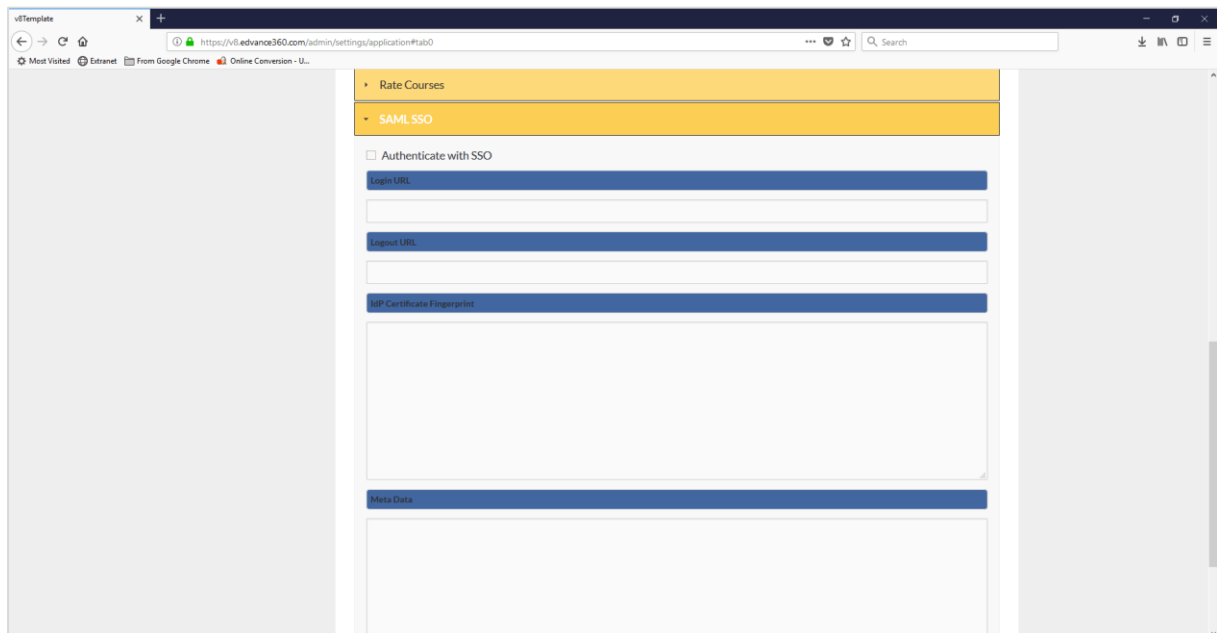 v8Template
https://v8.edvance360.com/admin/settings/application#tab0
Search
Most Visited Extranet From Google Chrome Online Conversion - U...
Rate Courses
SAML SSO
Authenticate with SSO
Login URL
Logout URL
IdP Certificate Fingerprint
Meta Data